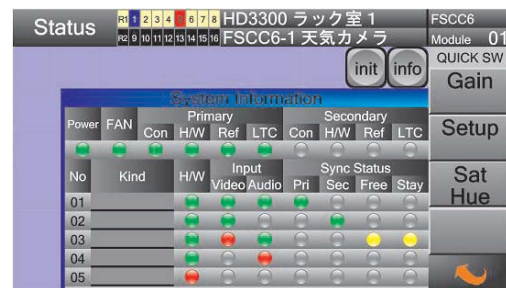 Status R1 1 2 3 4 5 6 7 8 HD3300 ラック室 1 FSCC6
R2 9 10 11 12 13 14 15 16 FSCC6-1 天気カメラ Module 01
init info QUICK SW
Gain
System Information
Primary Secondary
Power FAN Con H/W Ref LTC Con H/W Ref LTC
Setup
Input Sync Status
No Kind H/W Video Audio Pri Sec Free Stay
Sat
Hue
01
02
03
04
05